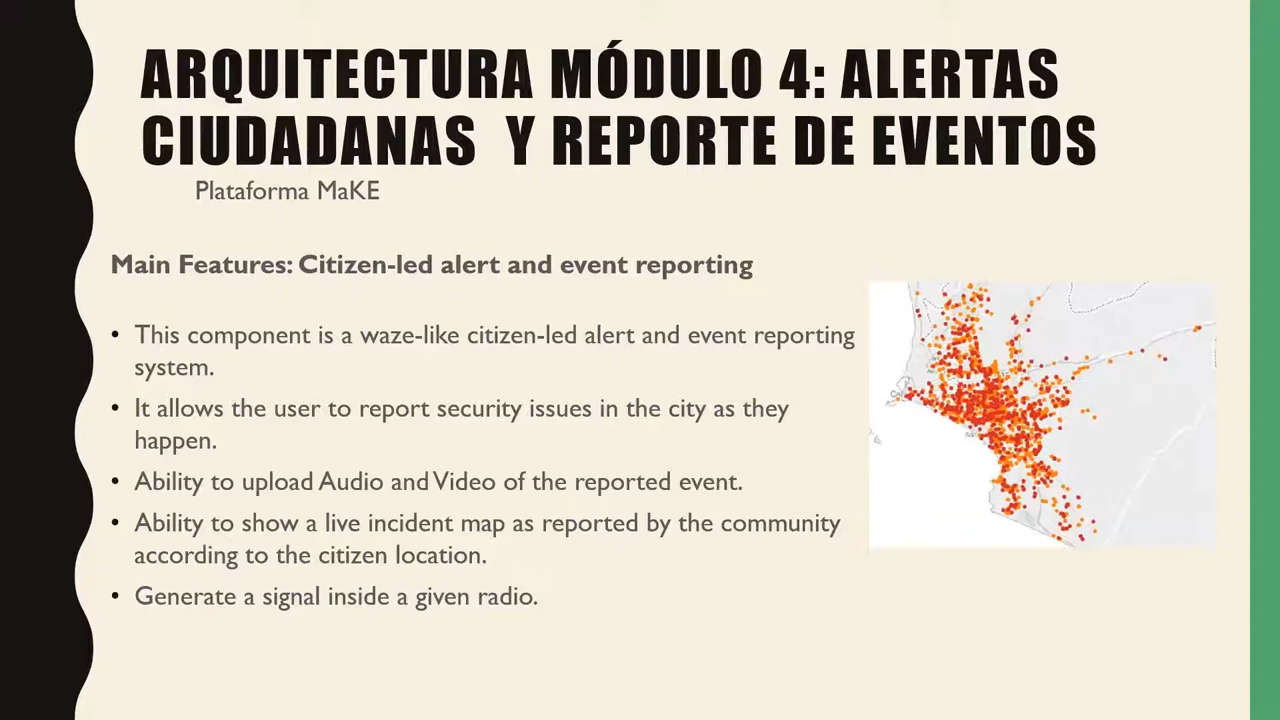 ARQUITECTURA MÓDULO 4: ALERTAS
CIUDADANAS Y REPORTE DE EVENTOS
Plataforma MaKE
Main Features: Citizen-led alert and event reporting
• This component is a waze-like citizen-led alert and event reporting
system.
• It allows the user to report security issues in the city as they
happen.
• Ability to upload Audio and Video of the reported event.
• Ability to show a live incident map as reported by the community
according to the citizen location.
• Generate a signal inside a given radio.